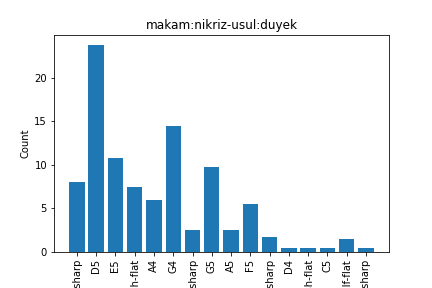 makam:nikriz-usul:duyek
Count
20
15
10
5
0
sharp
D5
E5
h-flat
A4
G4
sharp
G5
A5
F5
sharp
D4
h-flat
C5
lf-flat
sharp